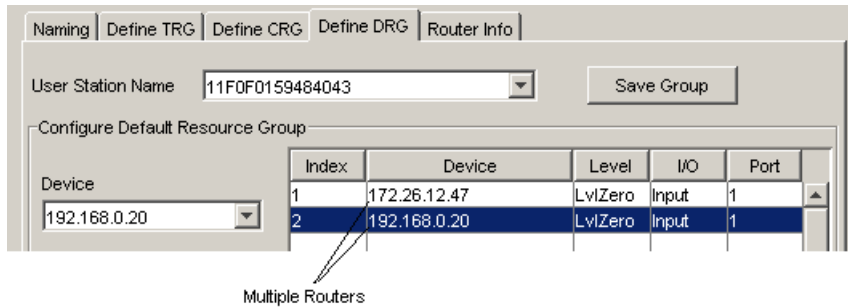 Naming Define TRG Define CRG Define DRG Router Info
User Station Name 11F0F0159484043 Save Group
Configure Default Resource Group
Device
192.168.0.20
Index Device Level I/O Port
1 172.26.12.47 LvlZero Input 1
2 192.168.0.20 LvlZero Input 1
Multiple Routers